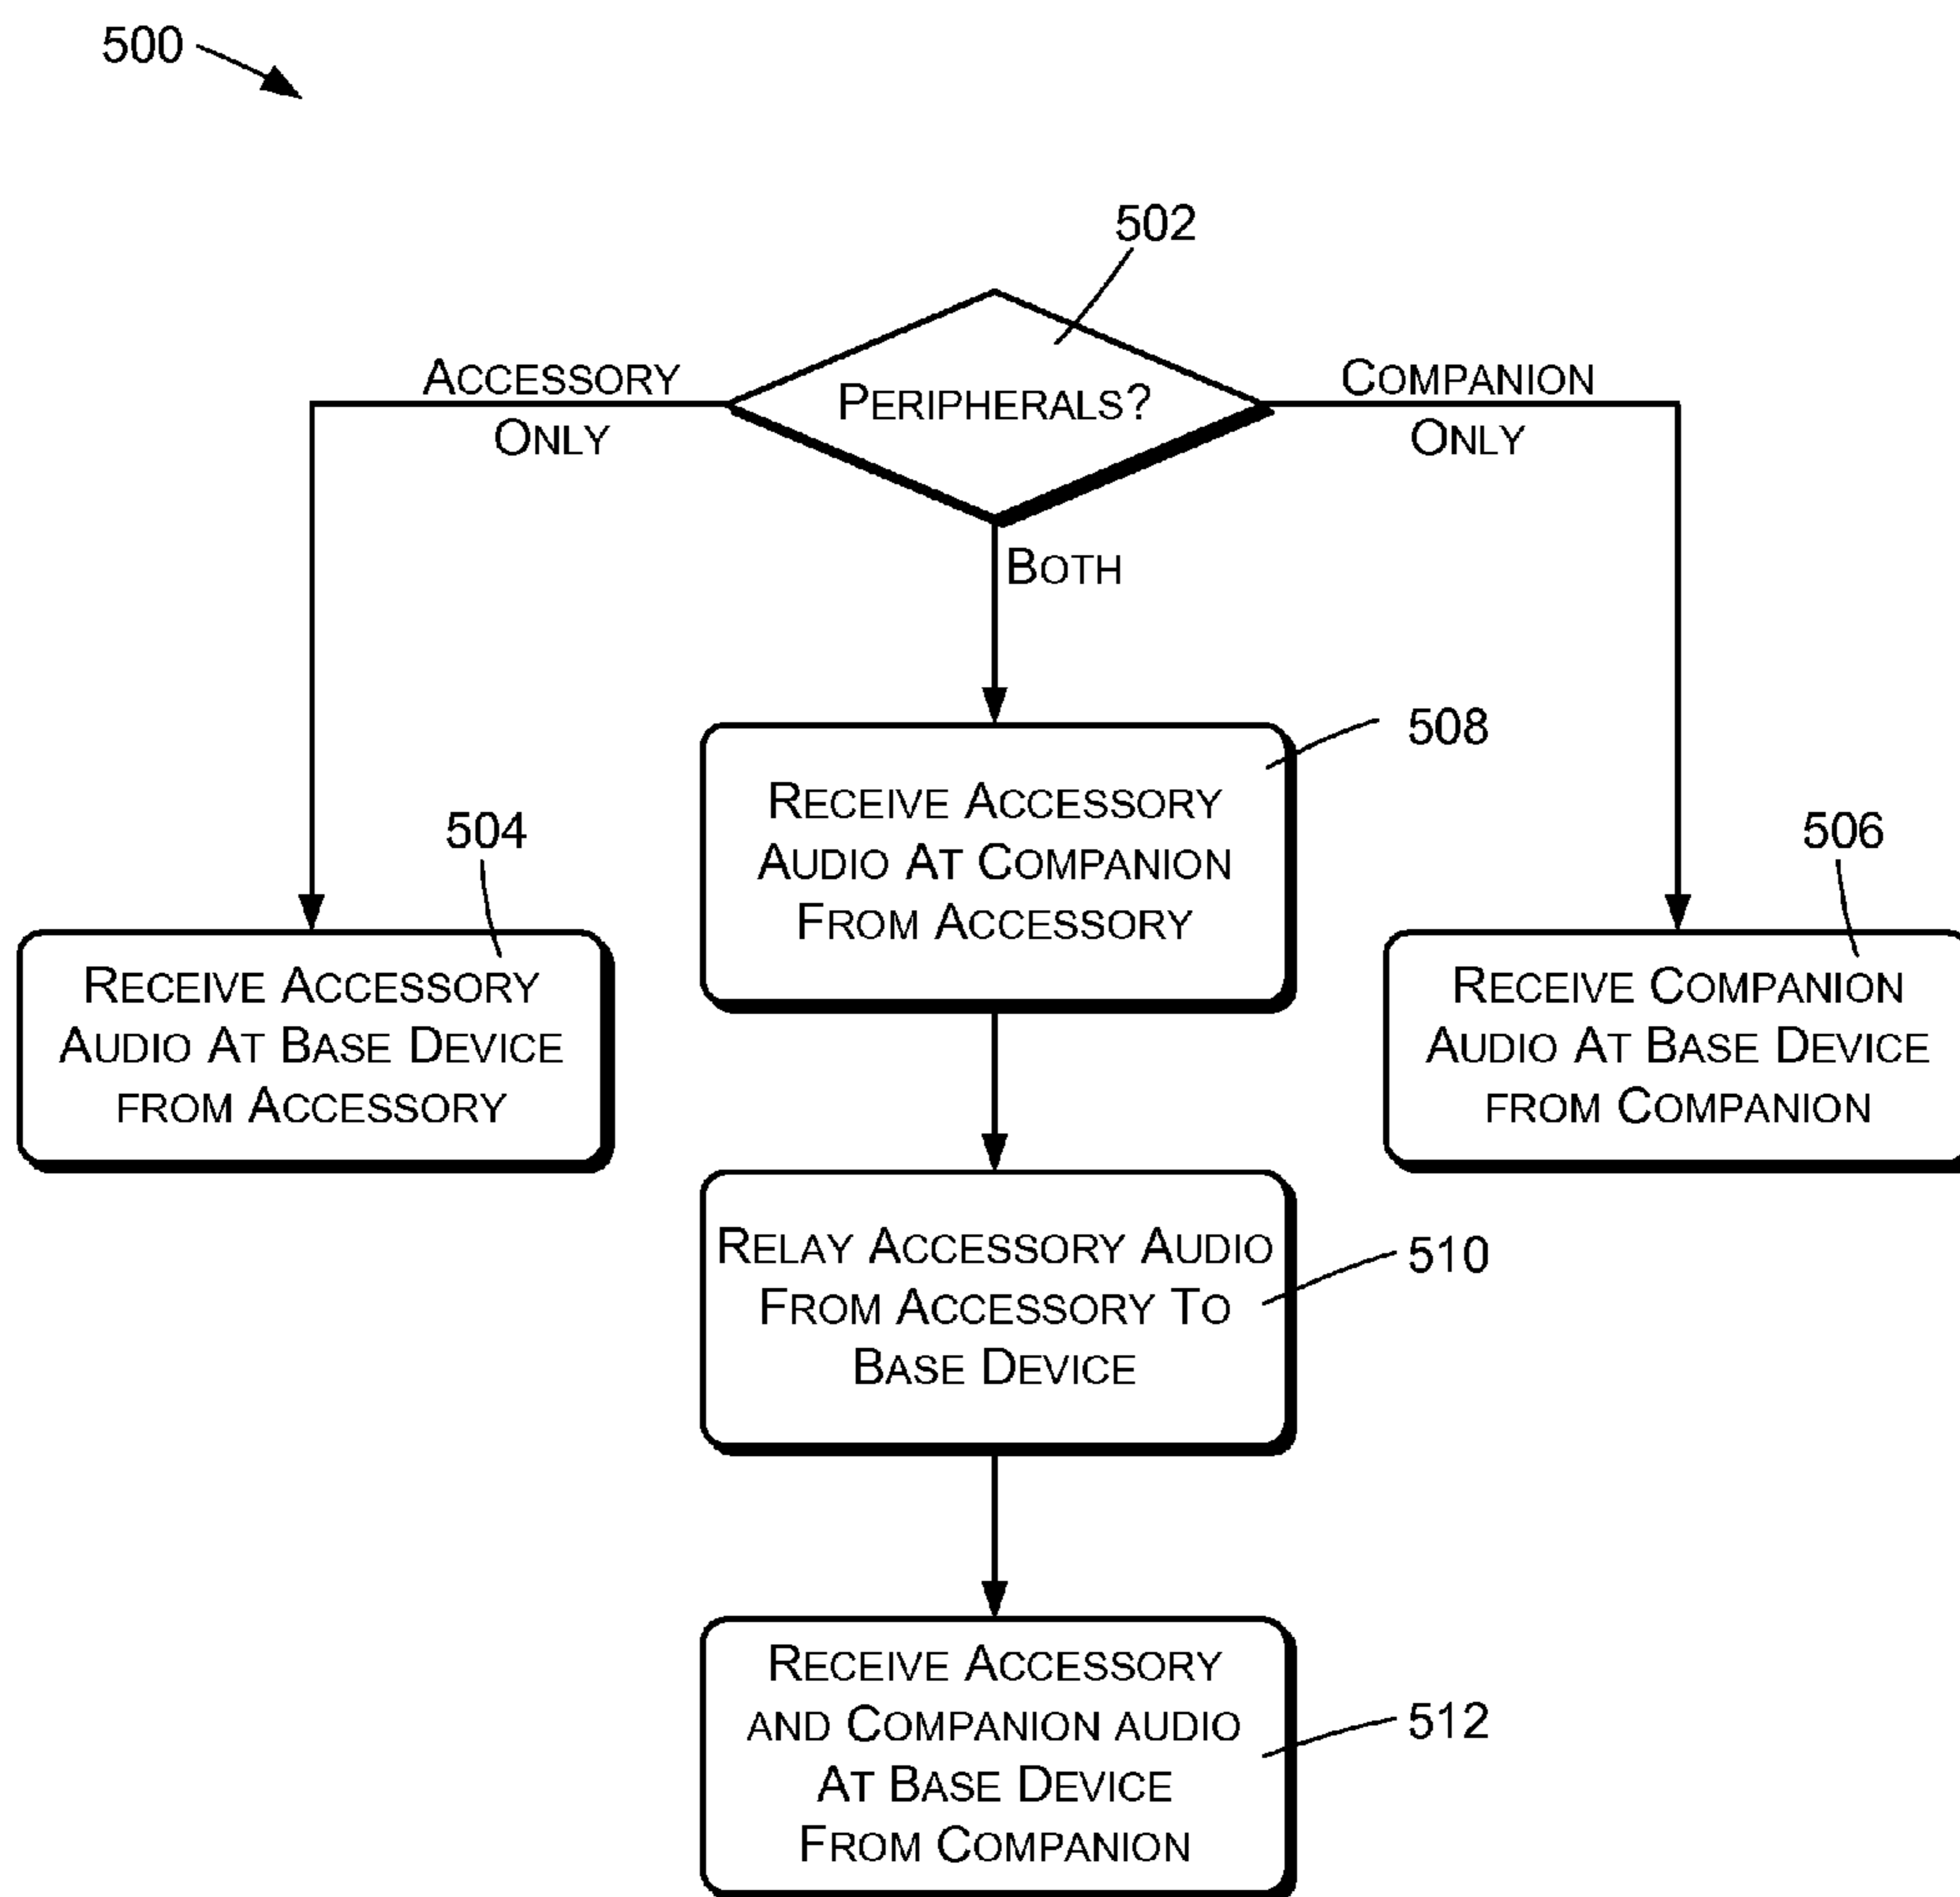 500
502
PERIPHERALS?
ACCESSORY
ONLY
COMPANION
ONLY
BOTH
508
RECEIVE ACCESSORY
AUDIO AT COMPANION
FROM ACCESSORY
504
RECEIVE ACCESSORY
AUDIO AT BASE DEVICE
FROM ACCESSORY
506
RECEIVE COMPANION
AUDIO AT BASE DEVICE
FROM COMPANION
510
RELAY ACCESSORY AUDIO
FROM ACCESSORY TO
BASE DEVICE
512
RECEIVE ACCESSORY
AND COMPANION AUDIO
AT BASE DEVICE
FROM COMPANION